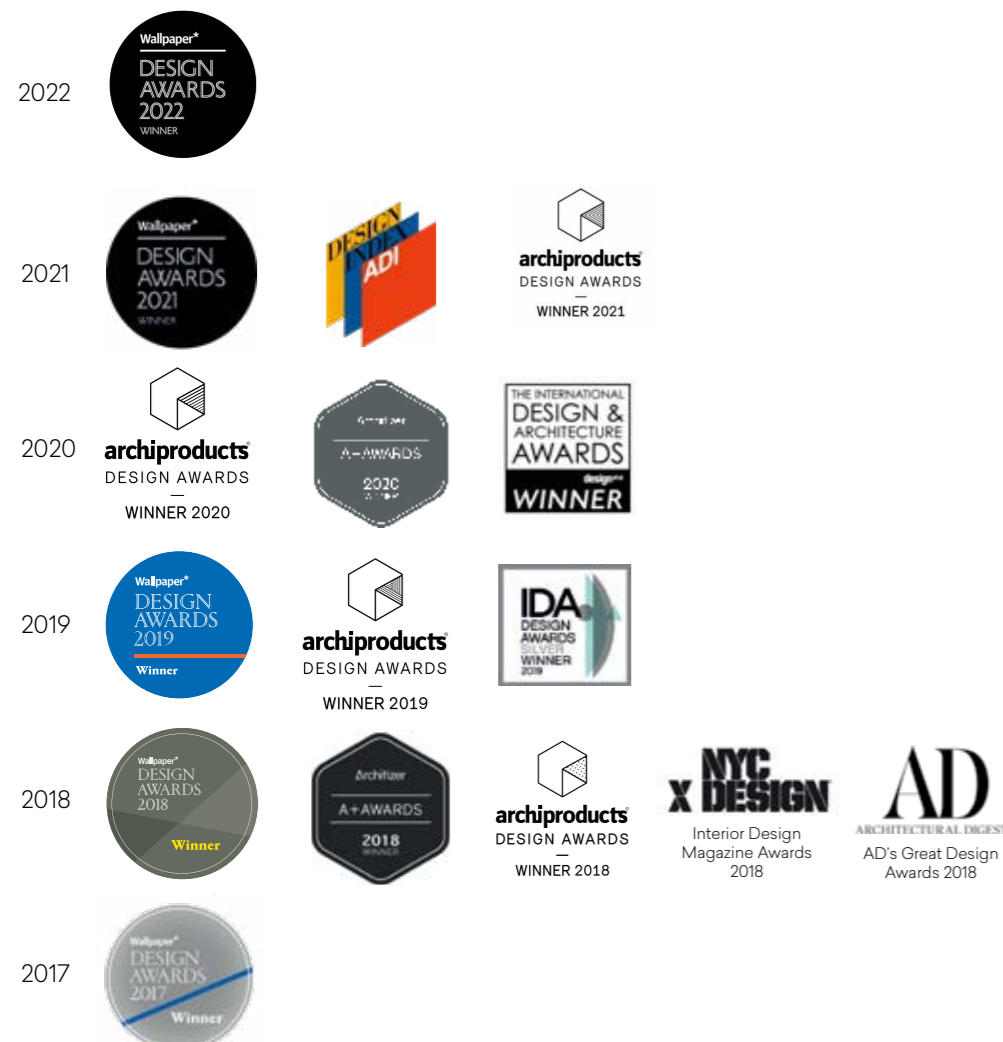 2022
Wallpaper*
DESIGN
AWARDS
2022
WINNER
2021
Wallpaper*
DESIGN
AWARDS
2021
WINNER
DESIGN
INDEX
ADI
archiproducts
DESIGN AWARDS
—
WINNER 2021
2020
archiproducts®
DESIGN AWARDS
—
WINNER 2020
Architizer
A+AWARDS
2020
WINNER
THE INTERNATIONAL
DESIGN &
ARCHITECTURE
AWARDS
WINNER
2019
Wallpaper*
DESIGN
AWARDS
2019
Winner
archiproducts®
DESIGN AWARDS
—
WINNER 2019
IDA
DESIGN
AWARDS
SILVER
WINNER
2019
2018
Wallpaper*
DESIGN
AWARDS
2018
Winner
Architizer
A+AWARDS
2018
WINNER
archiproducts®
DESIGN AWARDS
—
WINNER 2018
NYC
X DESIGN
Interior Design
Magazine Awards
2018
AD
ARCHITECTURAL DIGEST
AD's Great Design
Awards 2018
2017
Wallpaper*
DESIGN
AWARDS
2017
Winner